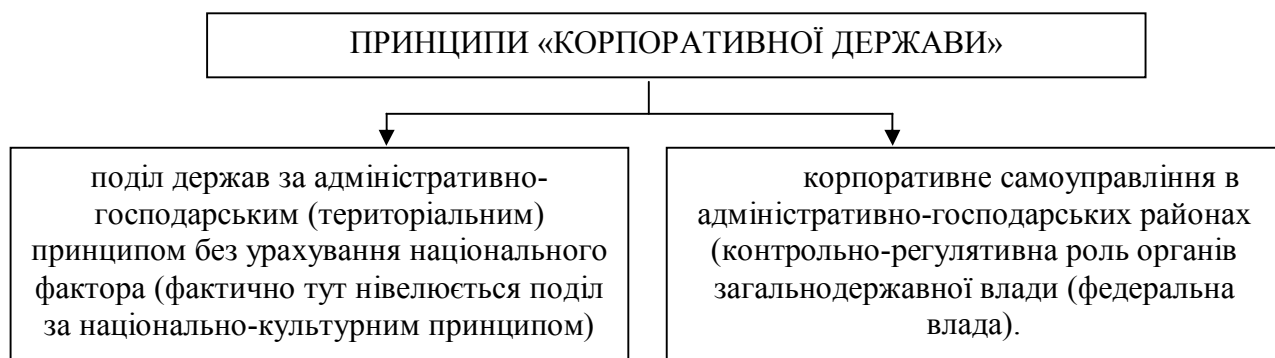 ПРИНЦИПИ «КОРПОРАТИВНОЇ ДЕРЖАВИ»
поділ держав за адміністративно-
господарським (територіальним)
принципом без урахування національного
фактора (фактично тут нівелюється поділ
за національно-культурним принципом)
корпоративне самоуправління в
адміністративно-господарських районах
(контрольно-регулятивна роль органів
загальнодержавної влади (федеральна
влада).